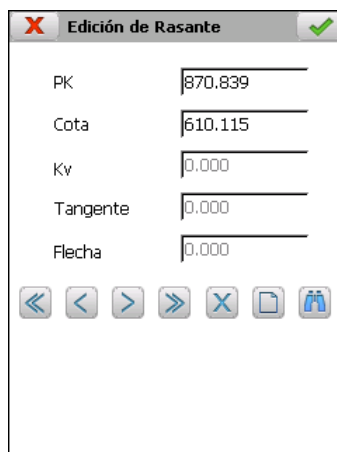 Edición de Rasante
PK 870.839
Cota 610.115
Kv 0.000
Tangente 0.000
Flecha 0.000